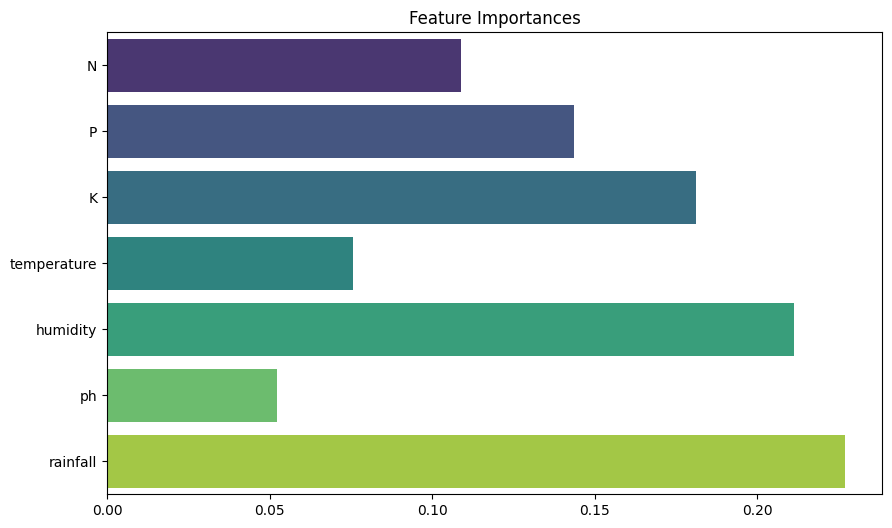 Feature Importances
N
P
K
temperature
humidity
ph
rainfall
0.00 0.05 0.10 0.15 0.20